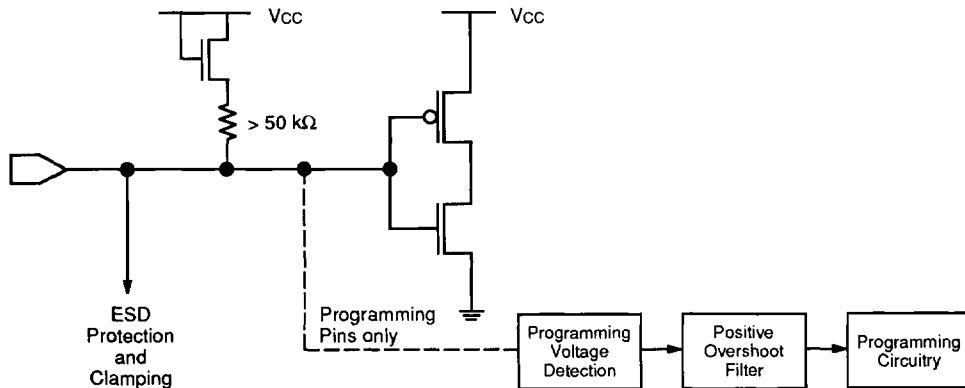 VCC
VCC
> 50 kΩ
ESD
Protection
and
Clamping
Programming
Pins only
Programming
Voltage
Detection
Positive
Overshoot
Filter
Programming
Circuitry